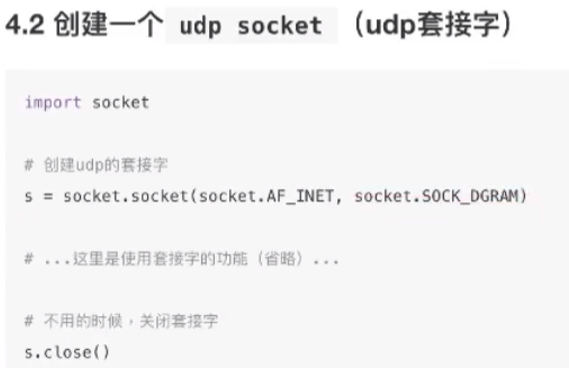 4.2 创建一个 udp socket （udp套接字）
import socket
# 创建udp的套接字
s = socket.socket(socket.AF_INET, socket.SOCK_DGRAM)
# ...这里是使用套接字的功能（省略）...
# 不用的时候，关闭套接字
s.close()